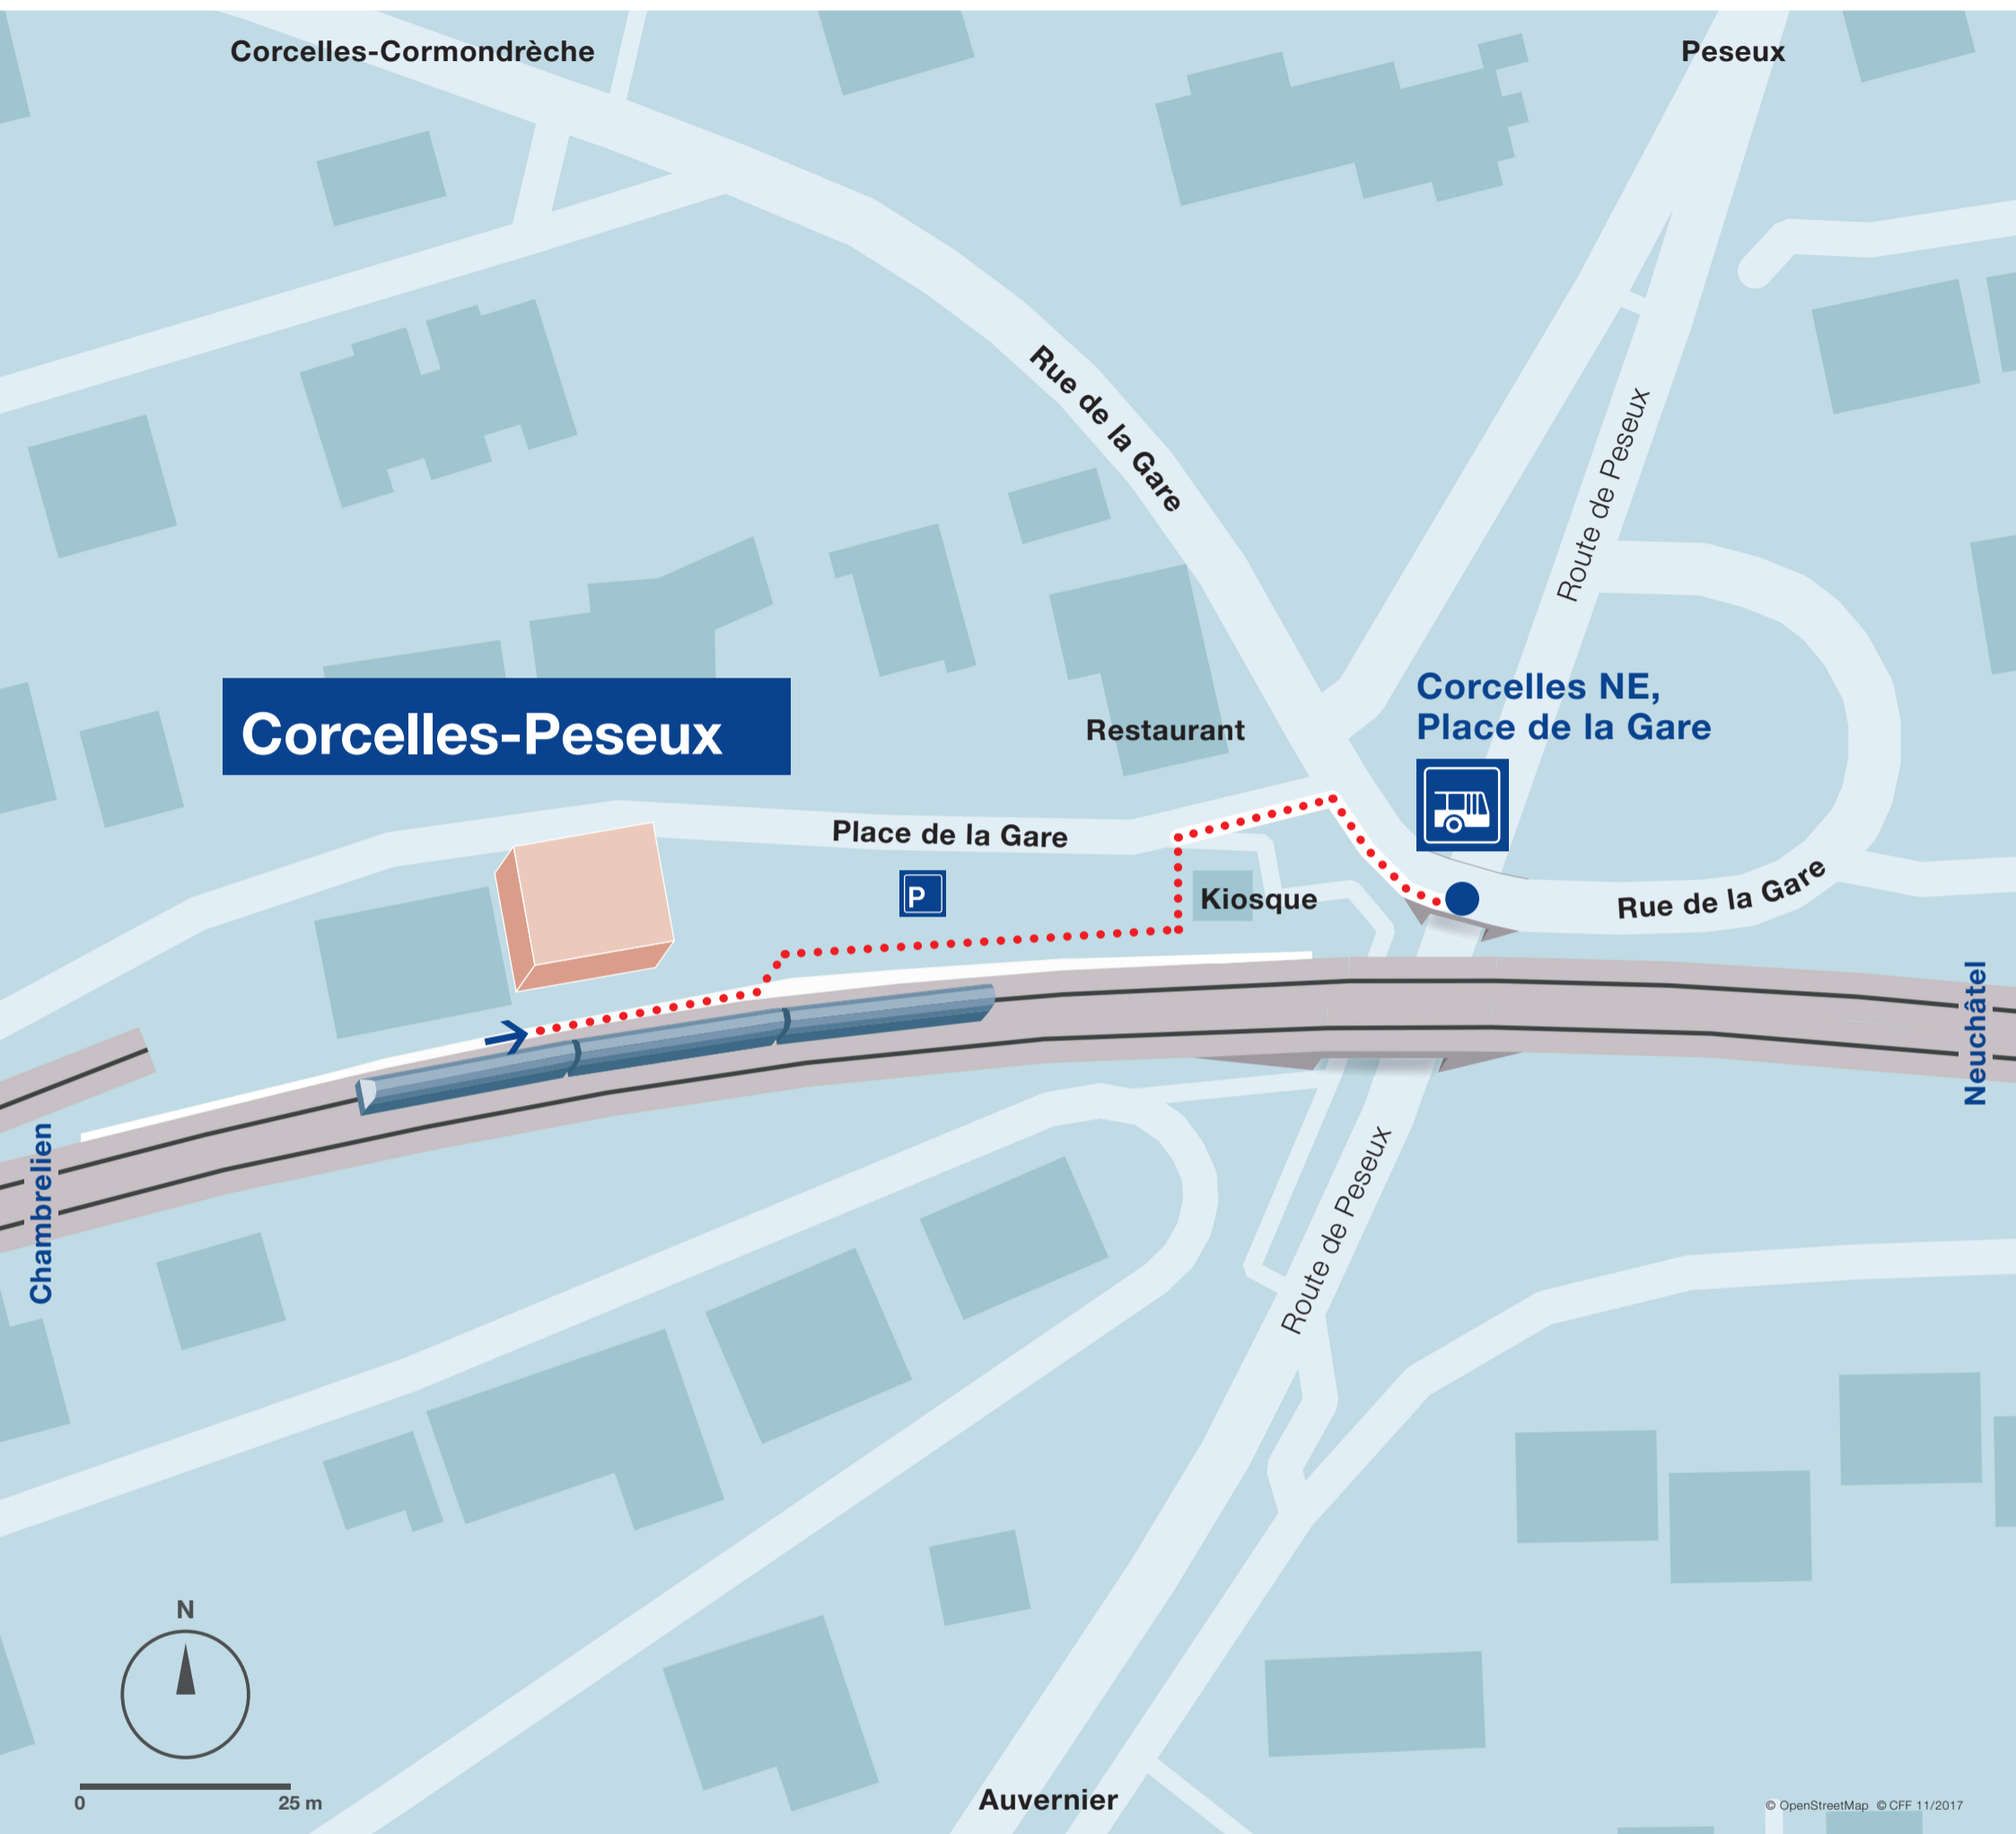 Corcelles-Cormondrèche
Peseux
Rue de la Gare
Route de Peseux
Corcelles-Peseux
Restaurant
Corcelles NE,
Place de la Gare
Place de la Gare
P
Kiosque
Rue de la Gare
Neuchâtel
Chambrelien
Route de Peseux
N
0 25 m
Auvernier
© OpenStreetMap © CFF 11/2017